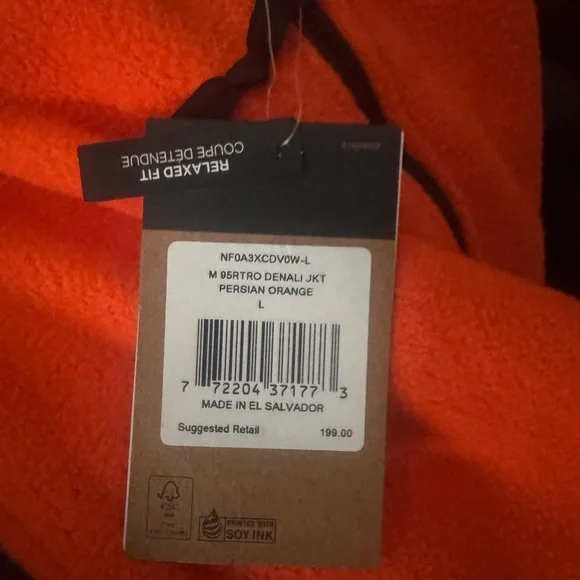 RELAXED FIT
COUPE DÉTENDUE
NF0A3XCDV0W-L
M 95RTRO DENALI JKT
PERSIAN ORANGE
L
7 72204 37177 3
MADE IN EL SALVADOR
Suggested Retail 199.00
FSC
PRINTED WITH
SOY INK